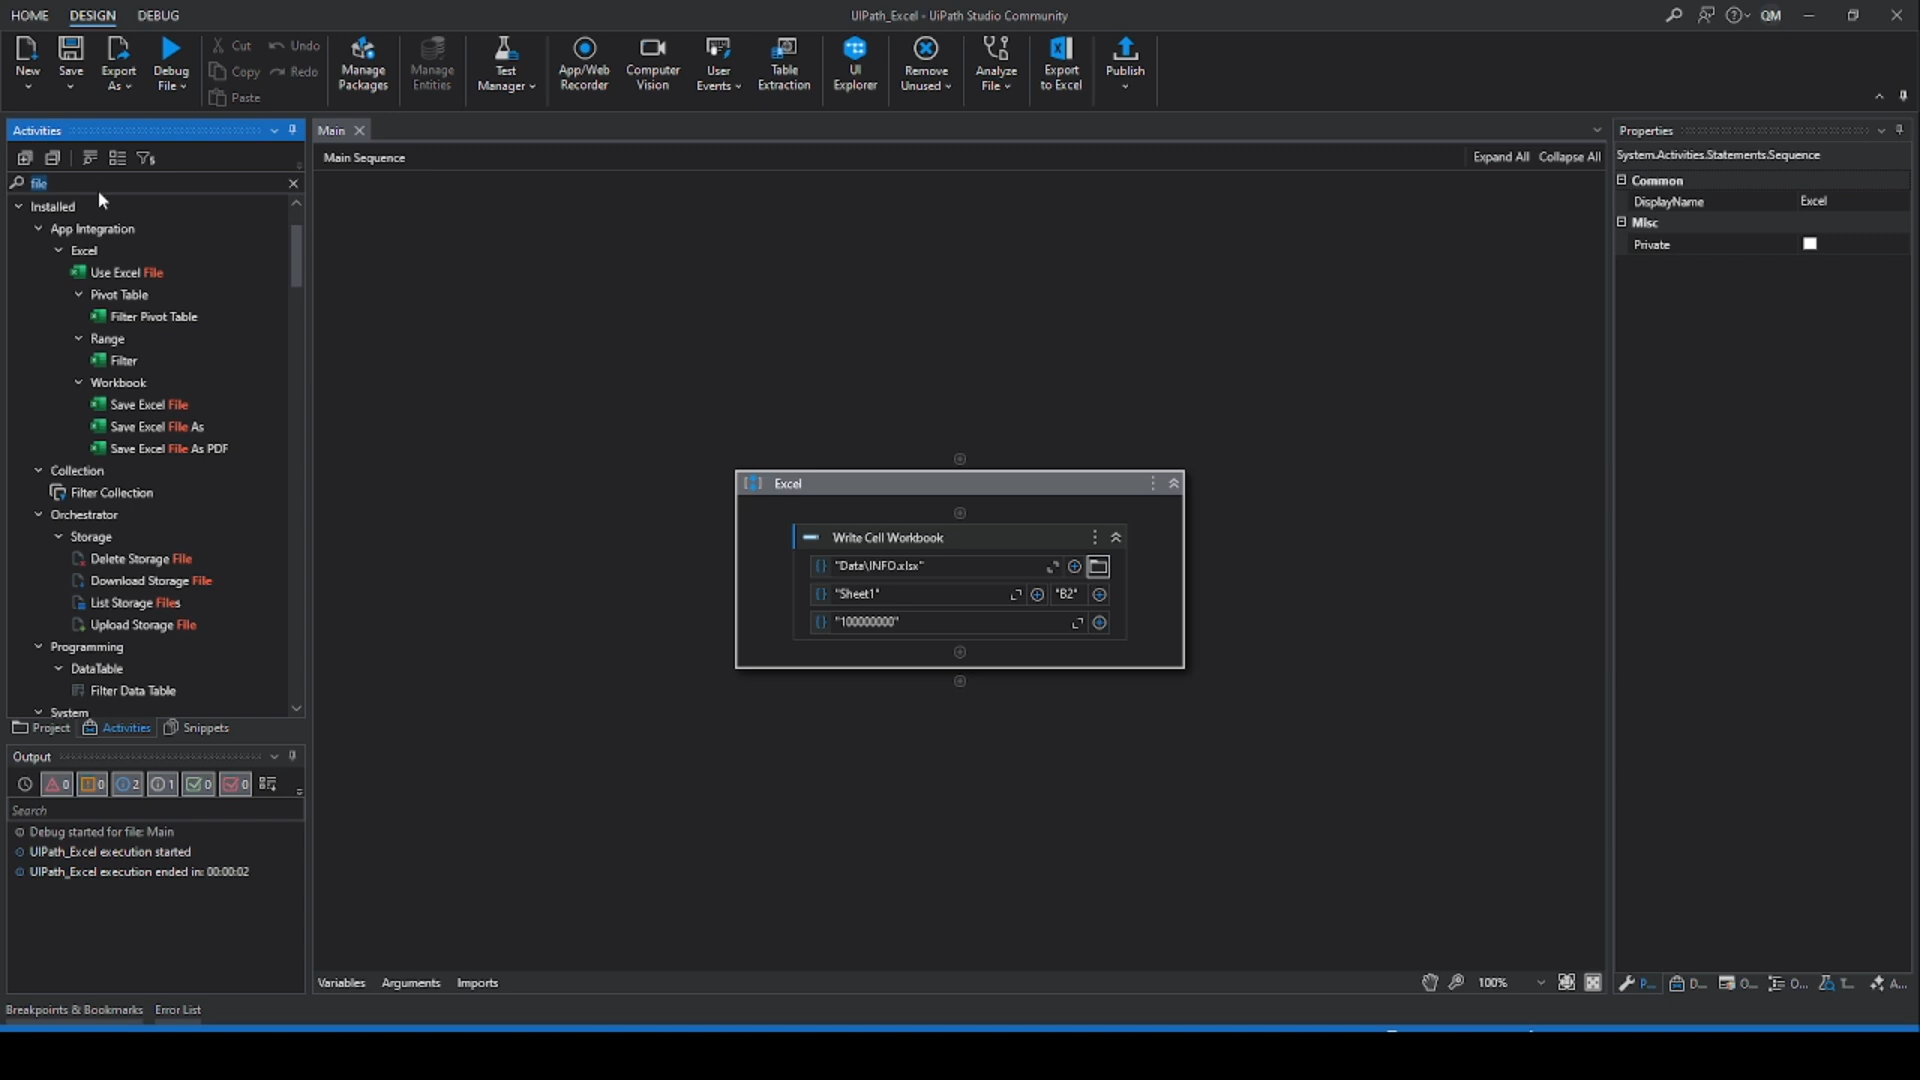 HOME DESIGN DEBUG
UIPath_Excel - UiPath Studio Community
QM
New
Save
Export As
Debug File
Cut
Copy
Paste
Undo
Redo
Manage Packages
Manage Entities
Test Manager
App/Web Recorder
Computer Vision
User Events
Table Extraction
UI Explorer
Remove Unused
Analyze File
Export to Excel
Publish
Activities
file
Installed
App Integration
Excel
Use Excel File
Pivot Table
Filter Pivot Table
Range
Filter
Workbook
Save Excel File
Save Excel File As
Save Excel File As PDF
Collection
Filter Collection
Orchestrator
Storage
Delete Storage File
Download Storage File
List Storage Files
Upload Storage File
Programming
DataTable
Filter Data Table
System
Project Activities Snippets
Output
0 0 2 1 0 0
Search
Debug started for file: Main
UIPath_Excel execution started
UIPath_Excel execution ended in: 00:00:02
Breakpoints & Bookmarks Error List
Main
Main Sequence
Expand All Collapse All
Excel
Write Cell Workbook
"Data\INFO.xlsx"
"Sheet1" "B2"
"100000000"
Variables Arguments Imports
100%
Properties
System.Activities.Statements.Sequence
Common
DisplayName Excel
Misc
Private
P... D... O... O... T... A...